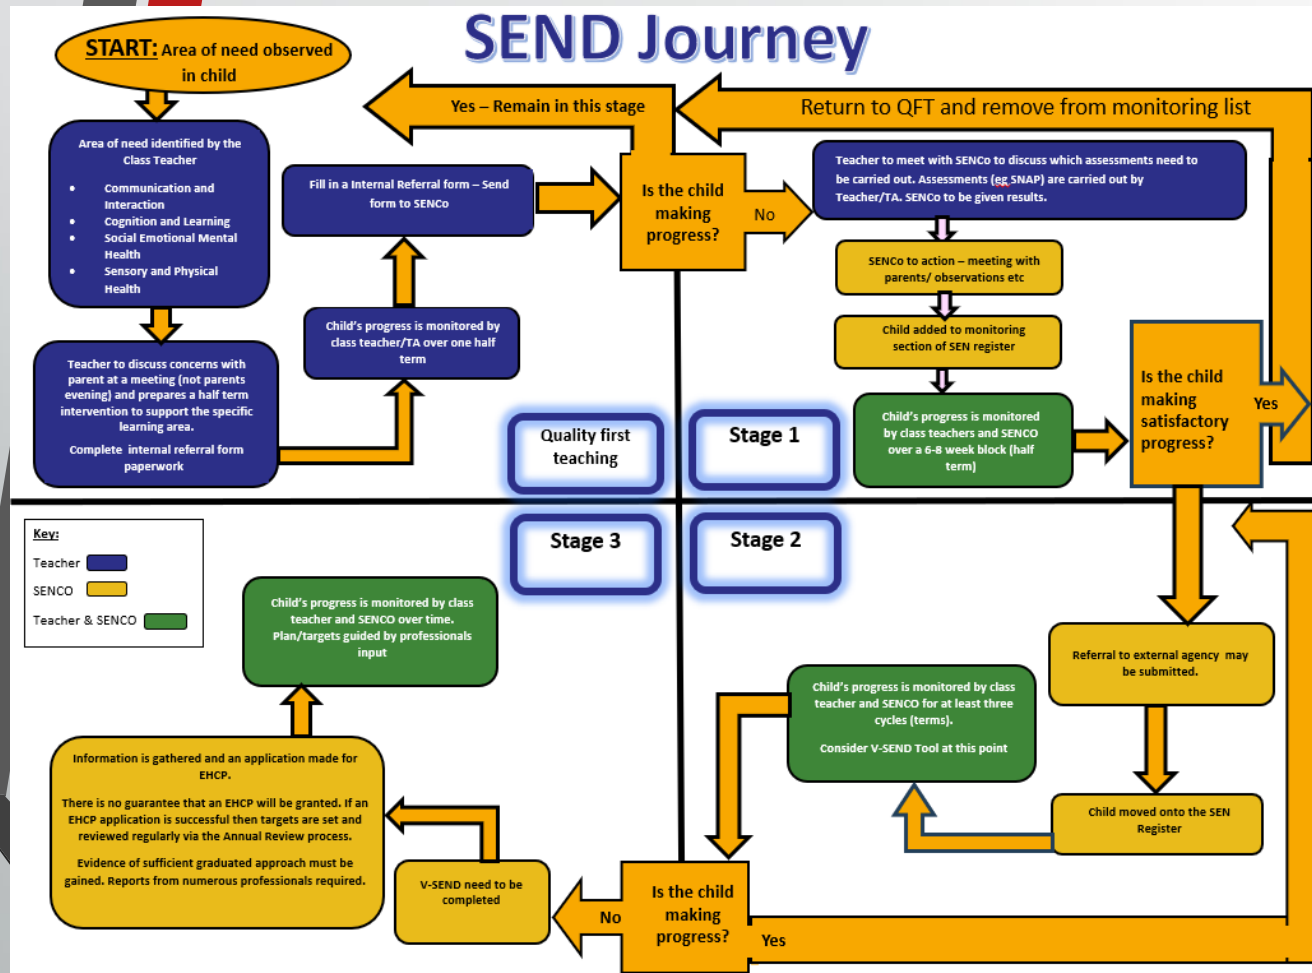 SEND Journey
START: Area of need observed
in child
Area of need identified by the
Class Teacher
• Communication and
Interaction
• Cognition and Learning
• Social Emotional Mental
Health
• Sensory and Physical
Health
Teacher to discuss concerns with
parent at a meeting (not parents
evening) and prepares a half term
intervention to support the specific
learning area.
Complete internal referral form
paperwork
Child's progress is monitored by
class teacher/TA over one half
term
Fill in a Internal Referral form – Send
form to SENCo
Yes – Remain in this stage
Is the child
making
progress?
No
Quality first
teaching
Return to QFT and remove from monitoring list
Teacher to meet with SENCo to discuss which assessments need to
be carried out. Assessments (eg SNAP) are carried out by
Teacher/TA. SENCo to be given results.
SENCo to action – meeting with
parents/ observations etc
Child added to monitoring
section of SEN register
Child's progress is monitored
by class teachers and SENCO
over a 6-8 week block (half
term)
Is the child
making
satisfactory
progress?
Yes
Stage 1
Stage 2
Referral to external agency may
be submitted.
Child moved onto the SEN
Register
Child's progress is monitored by class
teacher and SENCO for at least three
cycles (terms).
Consider V-SEND Tool at this point
Is the child
making
progress?
Yes
No
Stage 3
V-SEND need to be
completed
Information is gathered and an application made for
EHCP.
There is no guarantee that an EHCP will be granted. If an
EHCP application is successful then targets are set and
reviewed regularly via the Annual Review process.
Evidence of sufficient graduated approach must be
gained. Reports from numerous professionals required.
Child's progress is monitored by class
teacher and SENCO over time.
Plan/targets guided by professionals
input
Key:
Teacher
SENCO
Teacher & SENCO